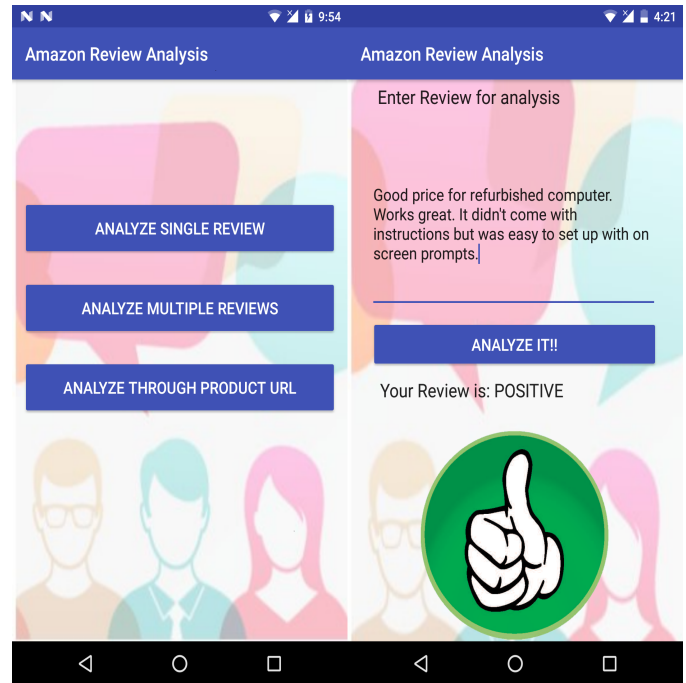 9:54
Amazon Review Analysis
ANALYZE SINGLE REVIEW
ANALYZE MULTIPLE REVIEWS
ANALYZE THROUGH PRODUCT URL
4:21
Amazon Review Analysis
Enter Review for analysis
Good price for refurbished computer.
Works great. It didn't come with
instructions but was easy to set up with on
screen prompts.
ANALYZE IT!!
Your Review is: POSITIVE